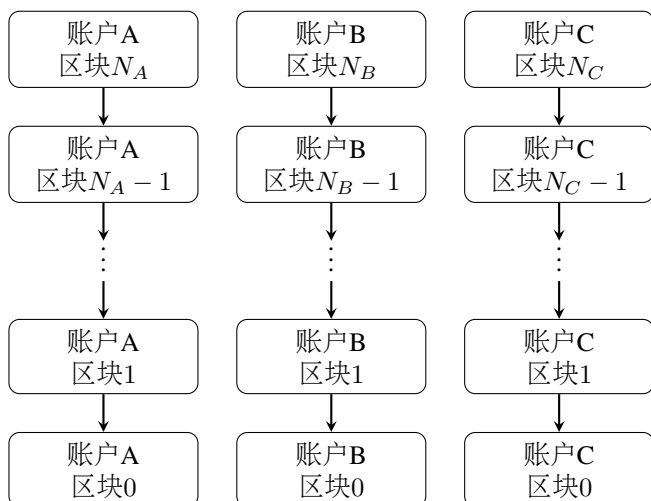 账户A
区块N_A
账户B
区块N_B
账户C
区块N_C
账户A
区块N_A − 1
账户B
区块N_B − 1
账户C
区块N_C − 1
⋮
⋮
⋮
账户A
区块1
账户B
区块1
账户C
区块1
账户A
区块0
账户B
区块0
账户C
区块0